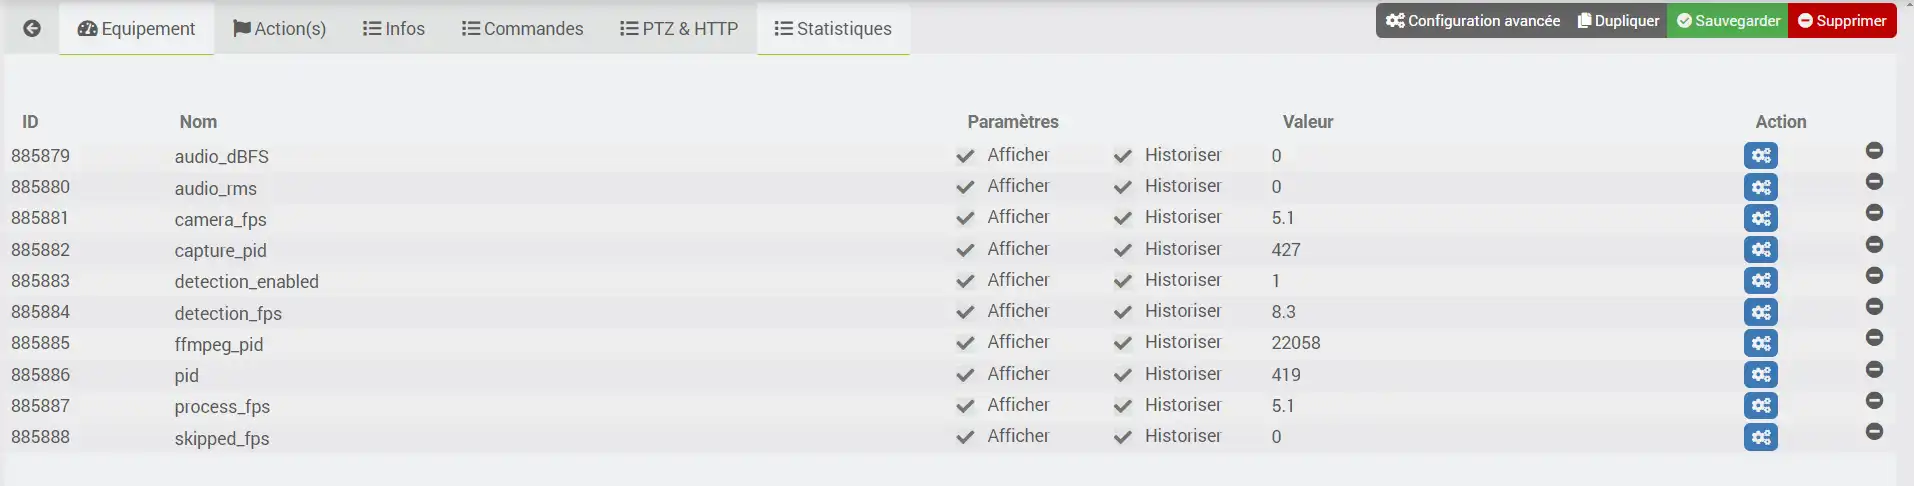 Equipement Action(s) Infos Commandes PTZ & HTTP Statistiques Configuration avancée Dupliquer Sauvegarder Supprimer
ID Nom Paramètres Valeur Action
885879 audio_dBFS Afficher Historiser 0
885880 audio_rms Afficher Historiser 0
885881 camera_fps Afficher Historiser 5.1
885882 capture_pid Afficher Historiser 427
885883 detection_enabled Afficher Historiser 1
885884 detection_fps Afficher Historiser 8.3
885885 ffmpeg_pid Afficher Historiser 22058
885886 pid Afficher Historiser 419
885887 process_fps Afficher Historiser 5.1
885888 skipped_fps Afficher Historiser 0